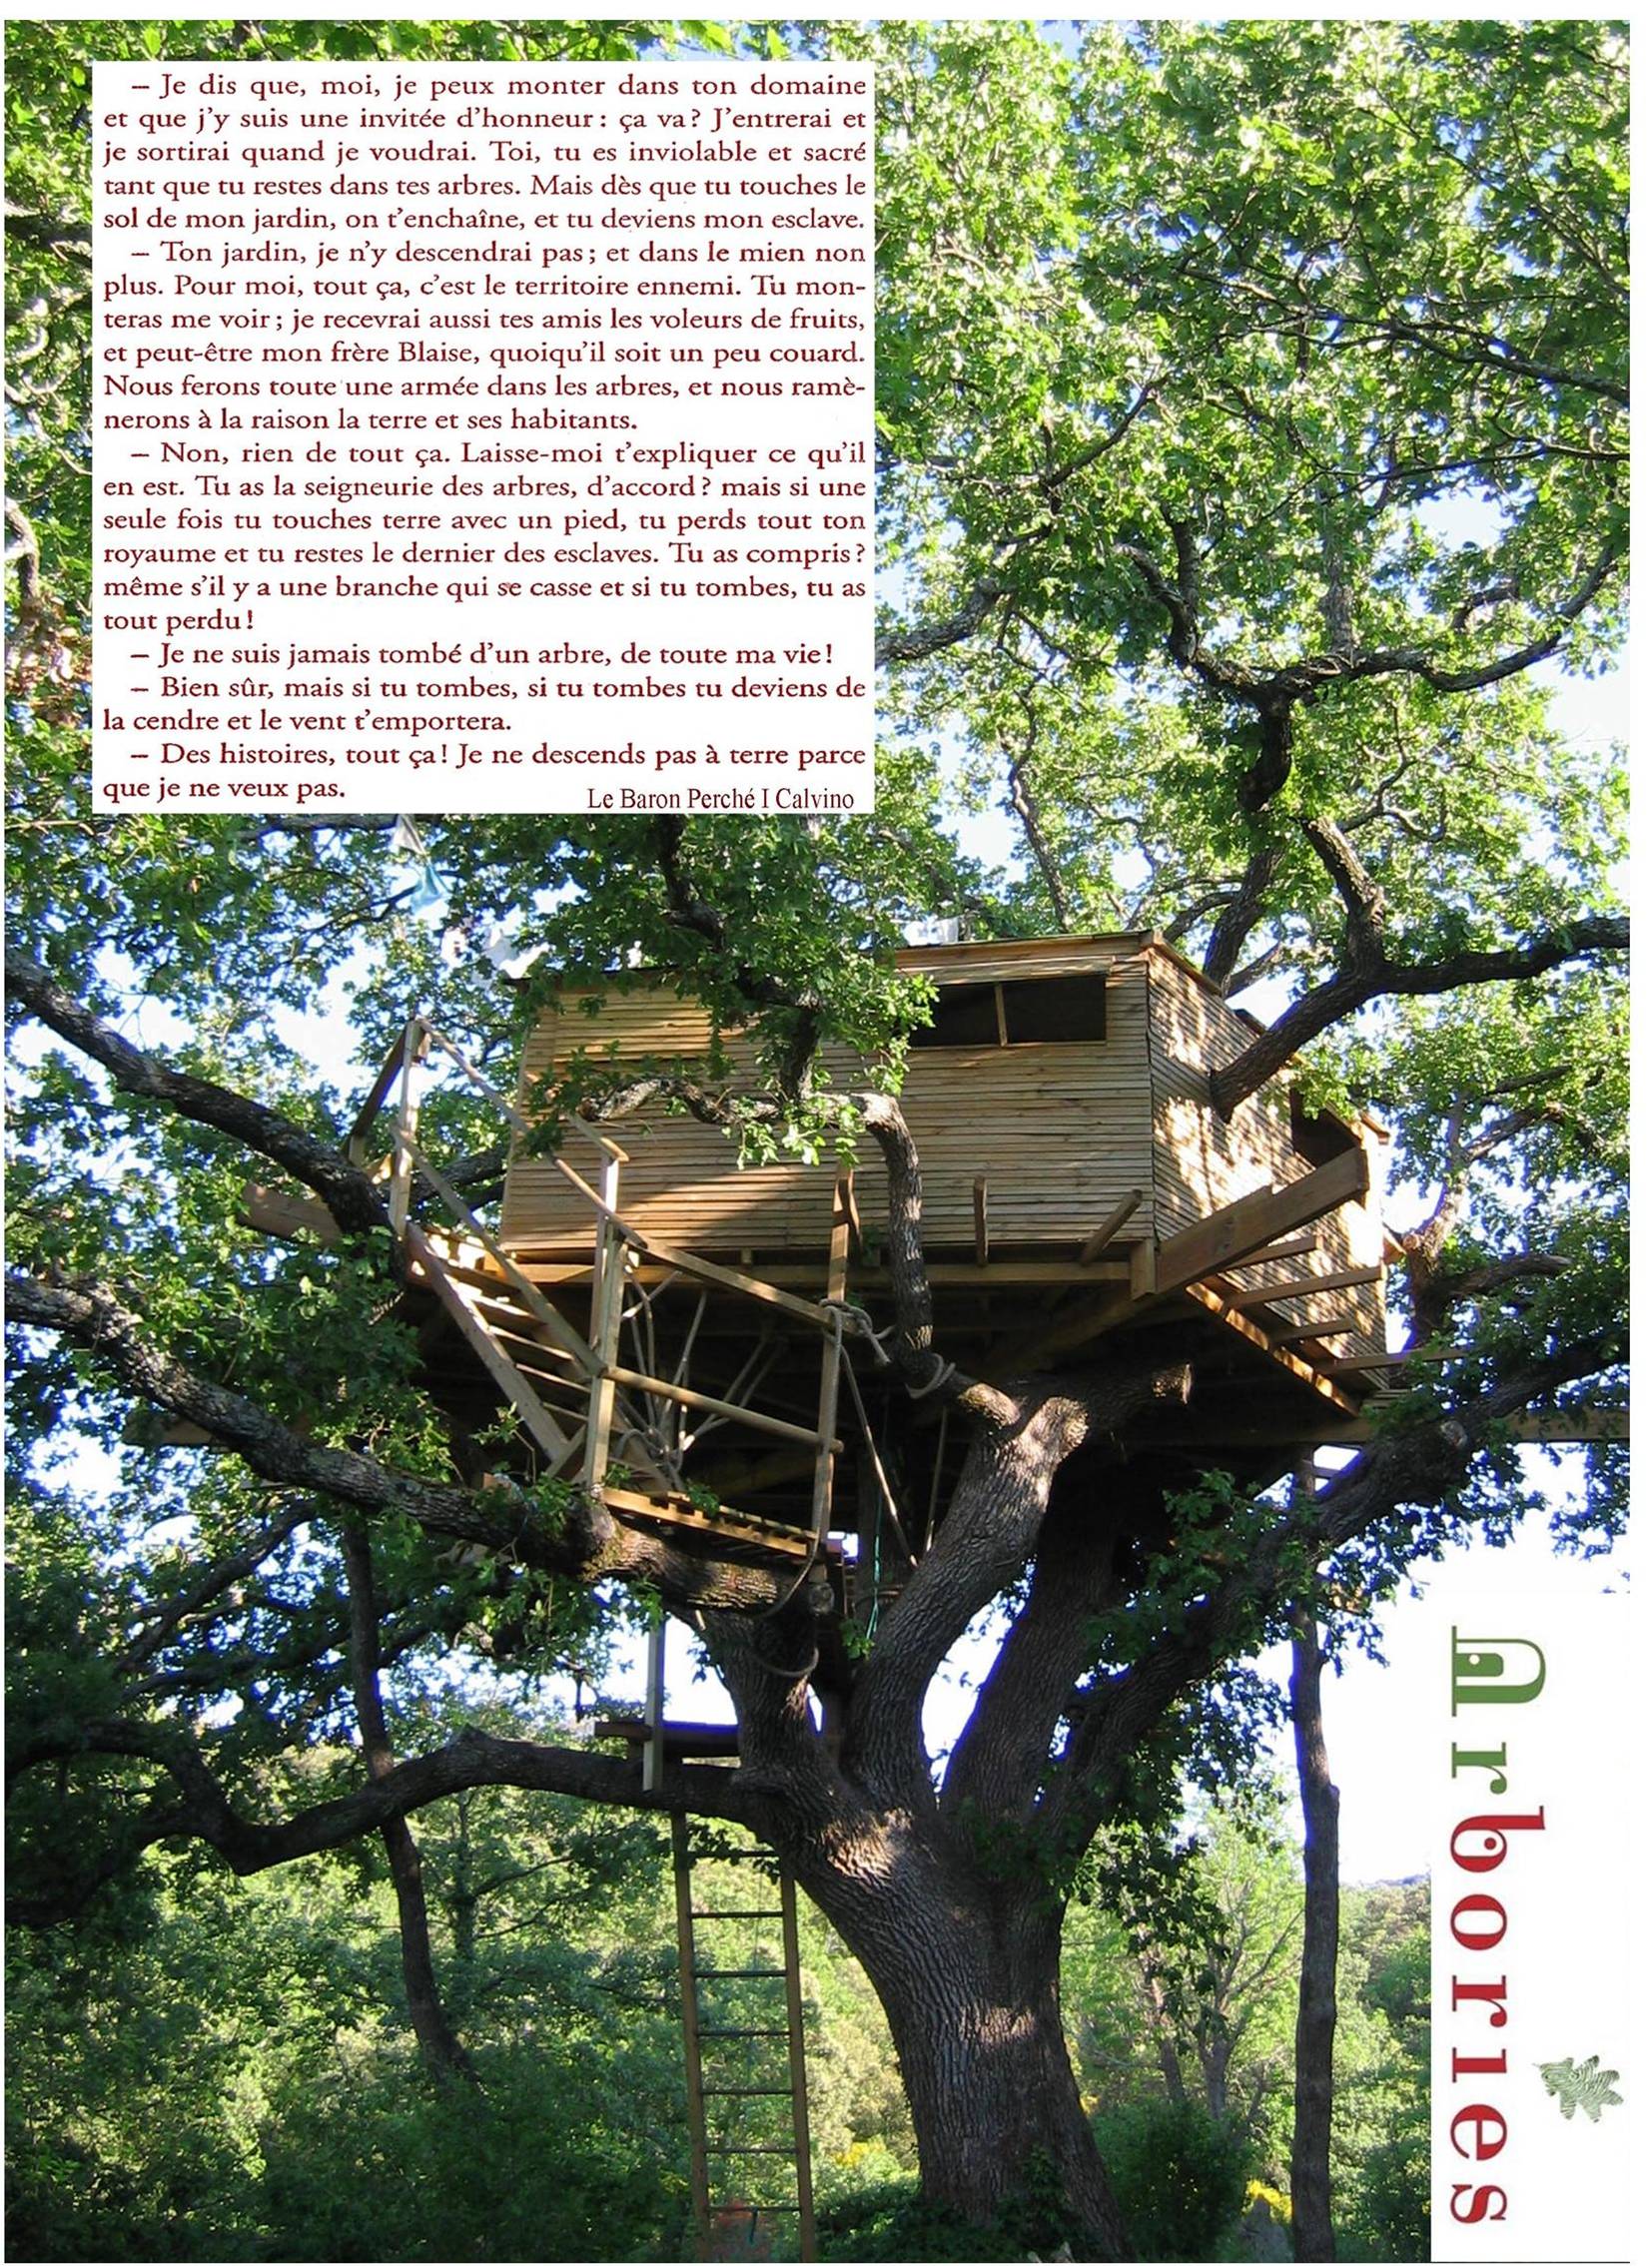 – Je dis que, moi, je peux monter dans ton domaine
et que j'y suis une invitée d'honneur : ça va ? J'entrerai et
je sortirai quand je voudrai. Toi, tu es inviolable et sacré
tant que tu restes dans tes arbres. Mais dès que tu touches le
sol de mon jardin, on t'enchaîne, et tu deviens mon esclave.
– Ton jardin, je n'y descendrai pas ; et dans le mien non
plus. Pour moi, tout ça, c'est le territoire ennemi. Tu mon-
teras me voir ; je recevrai aussi tes amis les voleurs de fruits,
et peut-être mon frère Blaise, quoiqu'il soit un peu couard.
Nous ferons toute une armée dans les arbres, et nous ramè-
nerons à la raison la terre et ses habitants.
– Non, rien de tout ça. Laisse-moi t'expliquer ce qu'il
en est. Tu as la seigneurie des arbres, d'accord ? mais si une
seule fois tu touches terre avec un pied, tu perds tout ton
royaume et tu restes le dernier des esclaves. Tu as compris ?
même s'il y a une branche qui se casse et si tu tombes, tu as
tout perdu !
– Je ne suis jamais tombé d'un arbre, de toute ma vie !
– Bien sûr, mais si tu tombes, si tu tombes tu deviens de
la cendre et le vent t'emportera.
– Des histoires, tout ça ! Je ne descends pas à terre parce
que je ne veux pas.
Le Baron Perché I Calvino
Arbories